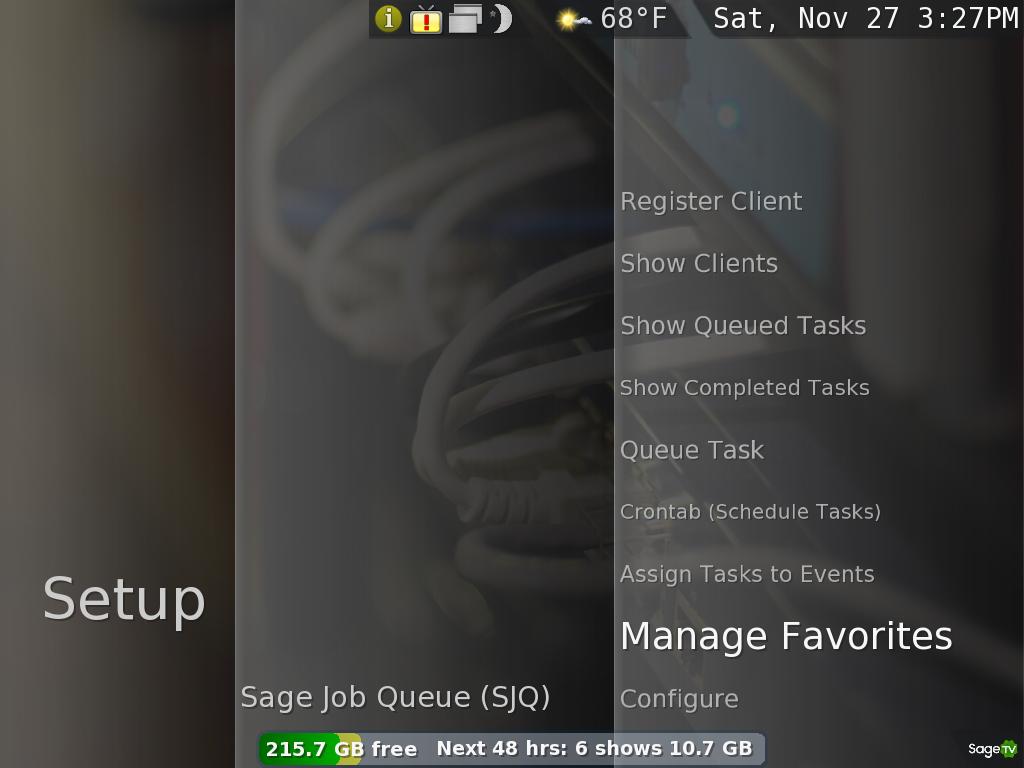 68°F Sat, Nov 27 3:27PM
Register Client
Show Clients
Show Queued Tasks
Show Completed Tasks
Queue Task
Crontab (Schedule Tasks)
Assign Tasks to Events
Setup
Manage Favorites
Sage Job Queue (SJQ)
Configure
215.7 GB free Next 48 hrs: 6 shows 10.7 GB
SageTV